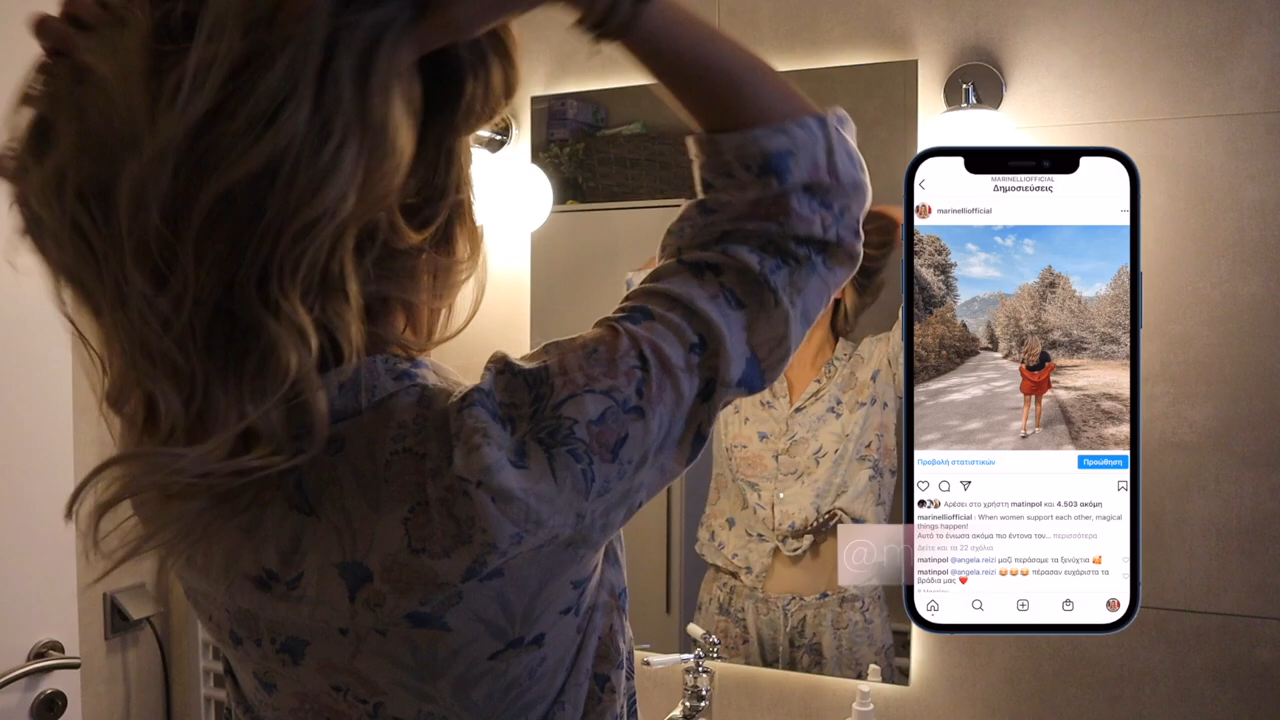 @m
MARINELLIOFFICIAL
Δημοσιεύσεις
marinelliofficial
Προβολή στατιστικών
Προώθηση
Αρέσει στο χρήστη matinpol και 4.503 ακόμη
marinelliofficial : When women support each other, magical
things happen!
Αυτό το ένιωσα ακόμα πιο έντονα τον... περισσότερα
Δείτε και τα 22 σχόλια
matinpol @angela.reizi μαζί περάσαμε τα ξενύχτια 🥰
matinpol @angela.reizi 😄😄😄 πέρασαν ευχάριστα τα
βράδια μας ❤️